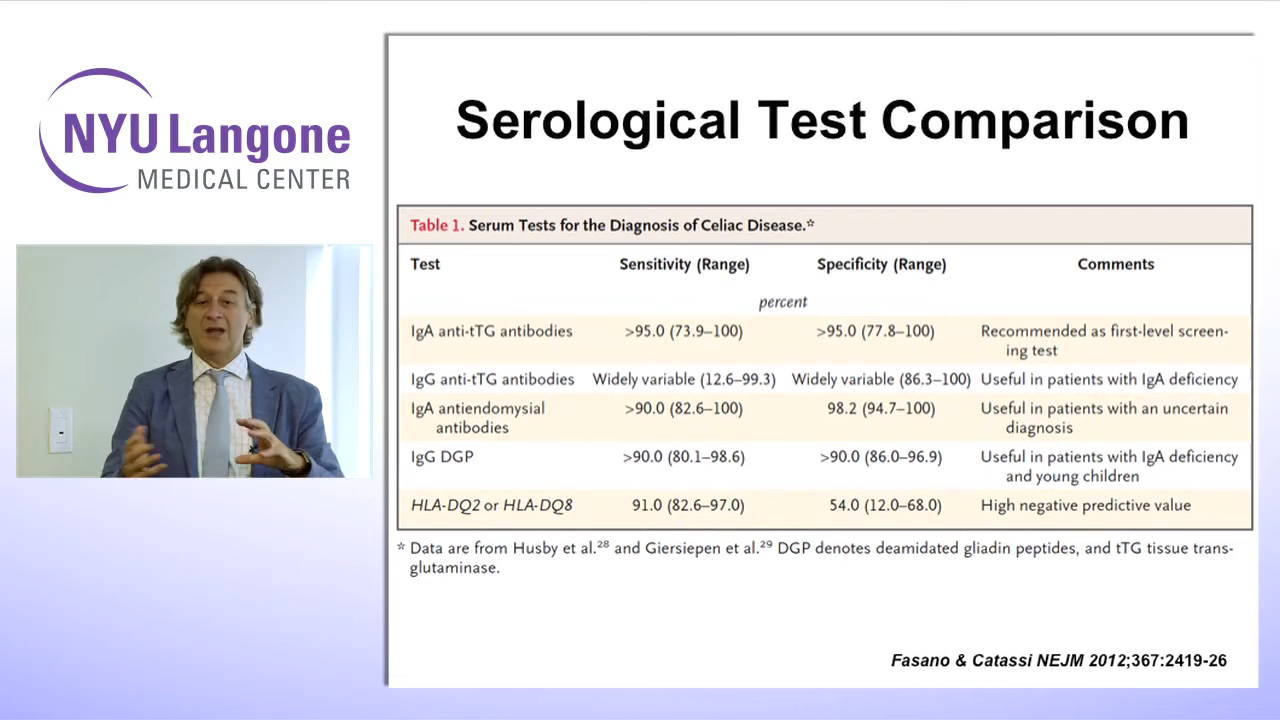 NYU Langone
MEDICAL CENTER
Serological Test Comparison
Table 1. Serum Tests for the Diagnosis of Celiac Disease.*
Test Sensitivity (Range) Specificity (Range) Comments
percent
IgA anti-tTG antibodies >95.0 (73.9–100) >95.0 (77.8–100) Recommended as first-level screen-
ing test
IgG anti-tTG antibodies Widely variable (12.6–99.3) Widely variable (86.3–100) Useful in patients with IgA deficiency
IgA antiendomysial >90.0 (82.6–100) 98.2 (94.7–100) Useful in patients with an uncertain
antibodies diagnosis
IgG DGP >90.0 (80.1–98.6) >90.0 (86.0–96.9) Useful in patients with IgA deficiency
and young children
HLA-DQ2 or HLA-DQ8 91.0 (82.6–97.0) 54.0 (12.0–68.0) High negative predictive value
* Data are from Husby et al.²⁸ and Giersiepen et al.²⁹ DGP denotes deamidated gliadin peptides, and tTG tissue trans-
glutaminase.
Fasano & Catassi NEJM 2012;367:2419-26